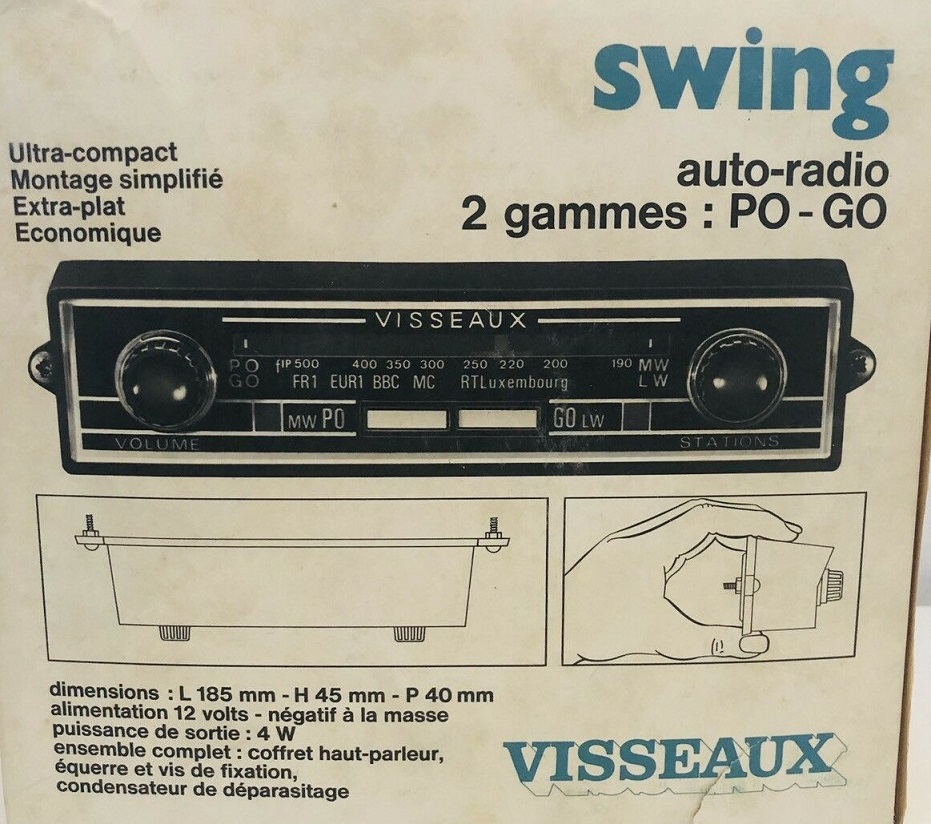 swing
auto-radio
2 gammes : PO - GO
Ultra-compact
Montage simplifié
Extra-plat
Economique
VISSEAUX
PO fIP 500 400 350 300 250 220 200 190 MW
GO FR1 EUR1 BBC MC RTLuxembourg LW
MW PO GO LW
VOLUME STATIONS
dimensions : L 185 mm - H 45 mm - P 40 mm
alimentation 12 volts - négatif à la masse
puissance de sortie : 4 W
ensemble complet : coffret haut-parleur,
équerre et vis de fixation,
condensateur de déparasitage
VISSEAUX